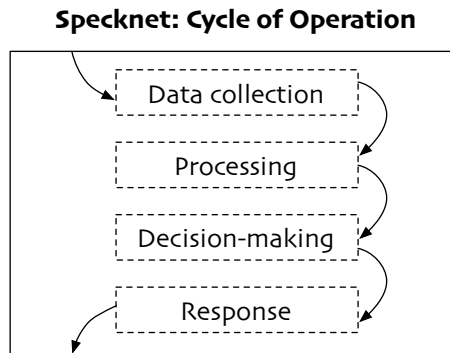 Specknet: Cycle of Operation
Data collection
Processing
Decision-making
Response